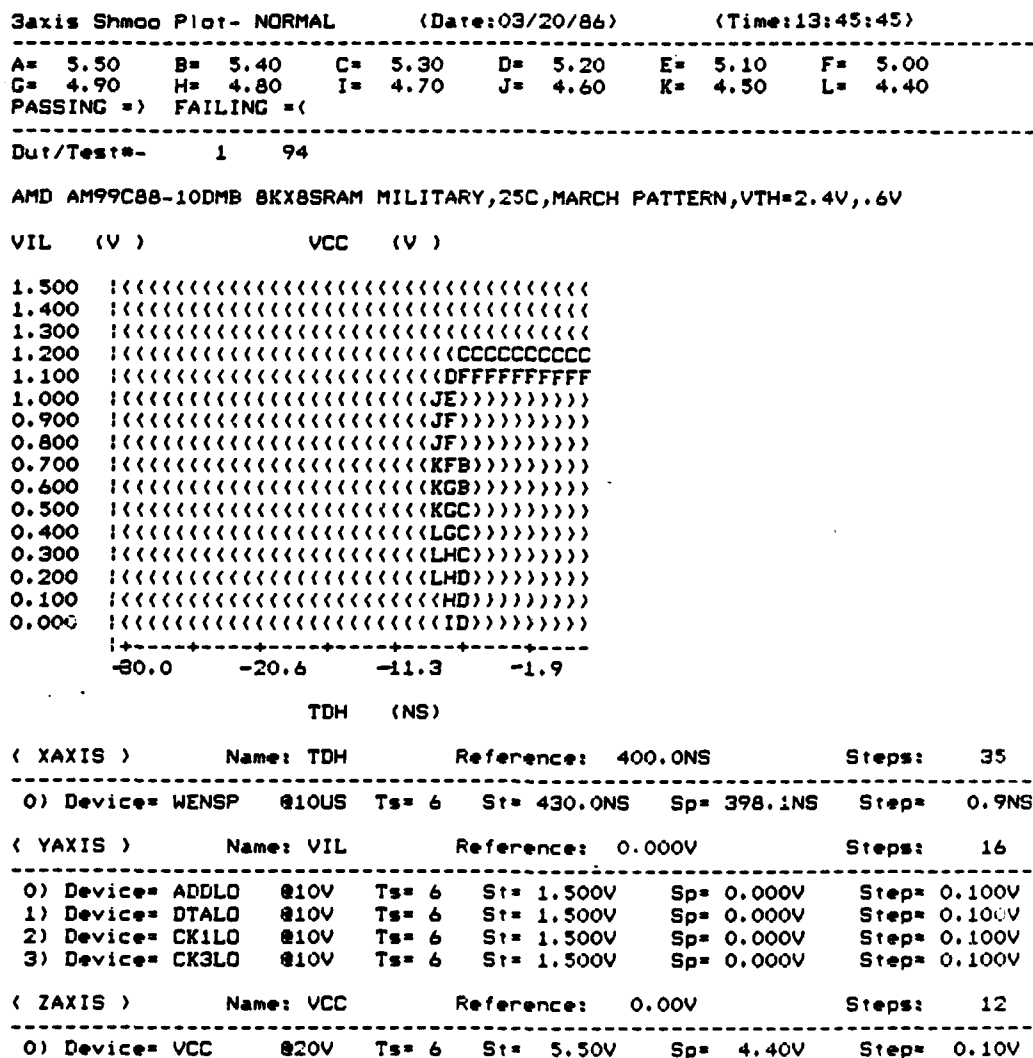 3axis Shmoo Plot- NORMAL (Date:03/20/86) (Time:13:45:45)
A= 5.50 B= 5.40 C= 5.30 D= 5.20 E= 5.10 F= 5.00
G= 4.90 H= 4.80 I= 4.70 J= 4.60 K= 4.50 L= 4.40
PASSING =) FAILING =(
Dut/Test#- 1 94
AMD AM99C88-10DMB 8KX8SRAM MILITARY,25C,MARCH PATTERN,VTH=2.4V,.6V
VIL (V ) VCC (V )
1.500 |(((((((((((((((((((((((((((((((((((
1.400 |(((((((((((((((((((((((((((((((((((
1.300 |(((((((((((((((((((((((((((((((((((
1.200 |(((((((((((((((((((((((((CCCCCCCCCC
1.100 |((((((((((((((((((((((((DFFFFFFFFFF
1.000 |(((((((((((((((((((((((JE))))))))))
0.900 |(((((((((((((((((((((((JF))))))))))
0.800 |(((((((((((((((((((((((JF))))))))))
0.700 |(((((((((((((((((((((((KFB)))))))))
0.600 |(((((((((((((((((((((((KGB)))))))))
0.500 |(((((((((((((((((((((((KGC)))))))))
0.400 |(((((((((((((((((((((((LGC)))))))))
0.300 |(((((((((((((((((((((((LHC)))))))))
0.200 |(((((((((((((((((((((((LHD)))))))))
0.100 |((((((((((((((((((((((((HD)))))))))
0.000 |((((((((((((((((((((((((ID)))))))))
|+----+----+----+----+----+----+----
-30.0 -20.6 -11.3 -1.9
TDH (NS)
( XAXIS ) Name: TDH Reference: 400.0NS Steps: 35
0) Device= WENSP @10US Ts= 6 St= 430.0NS Sp= 398.1NS Step= 0.9NS
( YAXIS ) Name: VIL Reference: 0.000V Steps: 16
0) Device= ADDLO @10V Ts= 6 St= 1.500V Sp= 0.000V Step= 0.100V
1) Device= DTALO @10V Ts= 6 St= 1.500V Sp= 0.000V Step= 0.100V
2) Device= CK1LO @10V Ts= 6 St= 1.500V Sp= 0.000V Step= 0.100V
3) Device= CK3LO @10V Ts= 6 St= 1.500V Sp= 0.000V Step= 0.100V
( ZAXIS ) Name: VCC Reference: 0.00V Steps: 12
0) Device= VCC @20V Ts= 6 St= 5.50V Sp= 4.40V Step= 0.10V